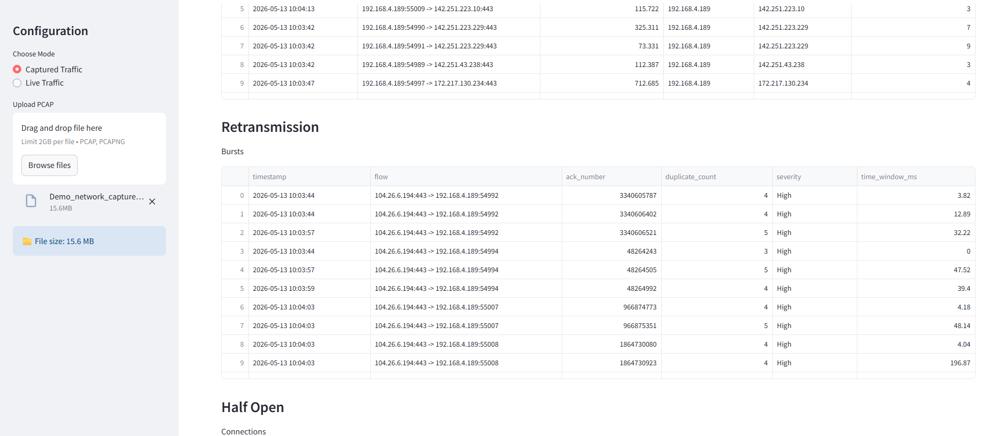 Configuration
Choose Mode
Captured Traffic
Live Traffic
Upload PCAP
Drag and drop file here
Limit 2GB per file • PCAP, PCAPNG
Browse files
Demo_network_capture...
15.6MB
File size: 15.6 MB
5 2026-05-13 10:04:13 192.168.4.189:55009 -> 142.251.223.10:443 115.722 192.168.4.189 142.251.223.10 3
6 2026-05-13 10:03:42 192.168.4.189:54990 -> 142.251.223.229:443 325.311 192.168.4.189 142.251.223.229 7
7 2026-05-13 10:03:42 192.168.4.189:54991 -> 142.251.223.229:443 73.331 192.168.4.189 142.251.223.229 9
8 2026-05-13 10:03:42 192.168.4.189:54989 -> 142.251.43.238:443 112.387 192.168.4.189 142.251.43.238 3
9 2026-05-13 10:03:47 192.168.4.189:54997 -> 172.217.130.234:443 712.685 192.168.4.189 172.217.130.234 4
Retransmission
Bursts
timestamp flow ack_number duplicate_count severity time_window_ms
0 2026-05-13 10:03:44 104.26.6.194:443 -> 192.168.4.189:54992 3340605787 4 High 3.82
1 2026-05-13 10:03:44 104.26.6.194:443 -> 192.168.4.189:54992 3340606402 4 High 12.89
2 2026-05-13 10:03:57 104.26.6.194:443 -> 192.168.4.189:54992 3340606521 5 High 32.22
3 2026-05-13 10:03:44 104.26.6.194:443 -> 192.168.4.189:54994 48264243 3 High 0
4 2026-05-13 10:03:57 104.26.6.194:443 -> 192.168.4.189:54994 48264505 5 High 47.52
5 2026-05-13 10:03:59 104.26.6.194:443 -> 192.168.4.189:54994 48264992 4 High 39.4
6 2026-05-13 10:04:03 104.26.6.194:443 -> 192.168.4.189:55007 966874773 4 High 4.18
7 2026-05-13 10:04:03 104.26.6.194:443 -> 192.168.4.189:55007 966875351 5 High 48.14
8 2026-05-13 10:04:03 104.26.6.194:443 -> 192.168.4.189:55008 1864730080 4 High 4.04
9 2026-05-13 10:04:03 104.26.6.194:443 -> 192.168.4.189:55008 1864730923 4 High 196.87
Half Open
Connections